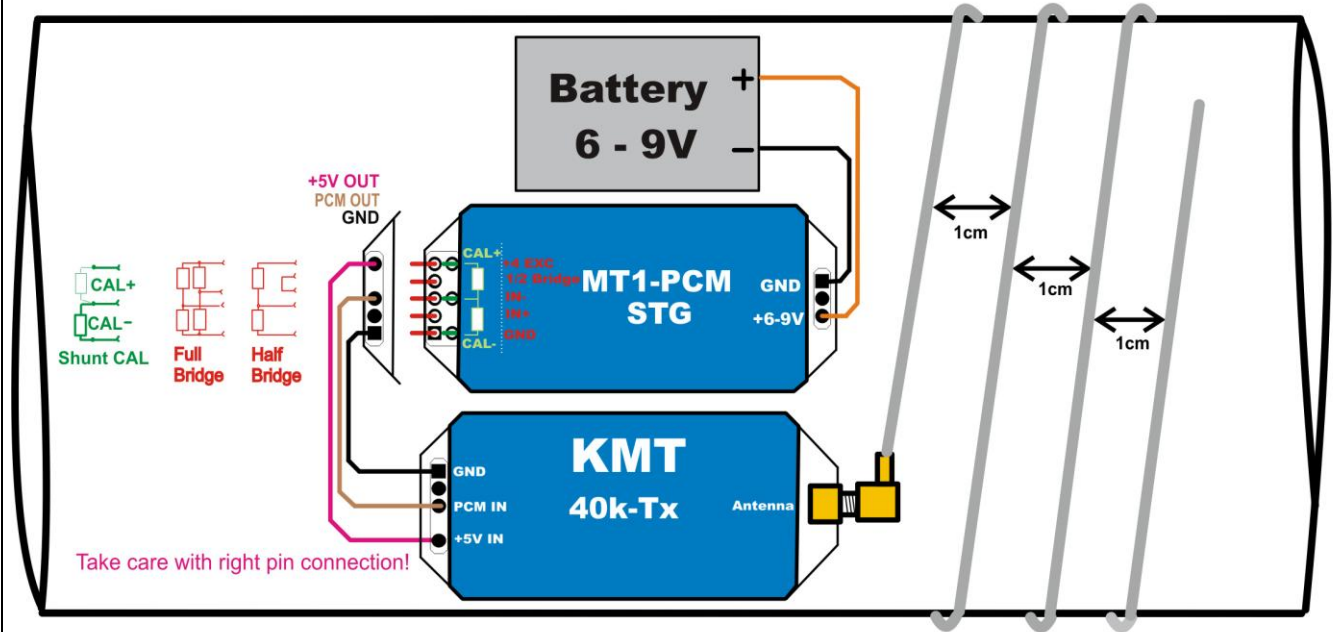 Battery +
6 - 9V −
+5V OUT
PCM OUT
GND
CAL+
CAL−
Shunt CAL
Full
Bridge
Half
Bridge
CAL+
CAL-
+4 EXC
1/2 Bridge
IN-
IN+
GND
MT1-PCM
STG
GND
+6-9V
1cm
1cm
1cm
KMT
40k-Tx
GND
PCM IN
+5V IN
Antenna
Take care with right pin connection!